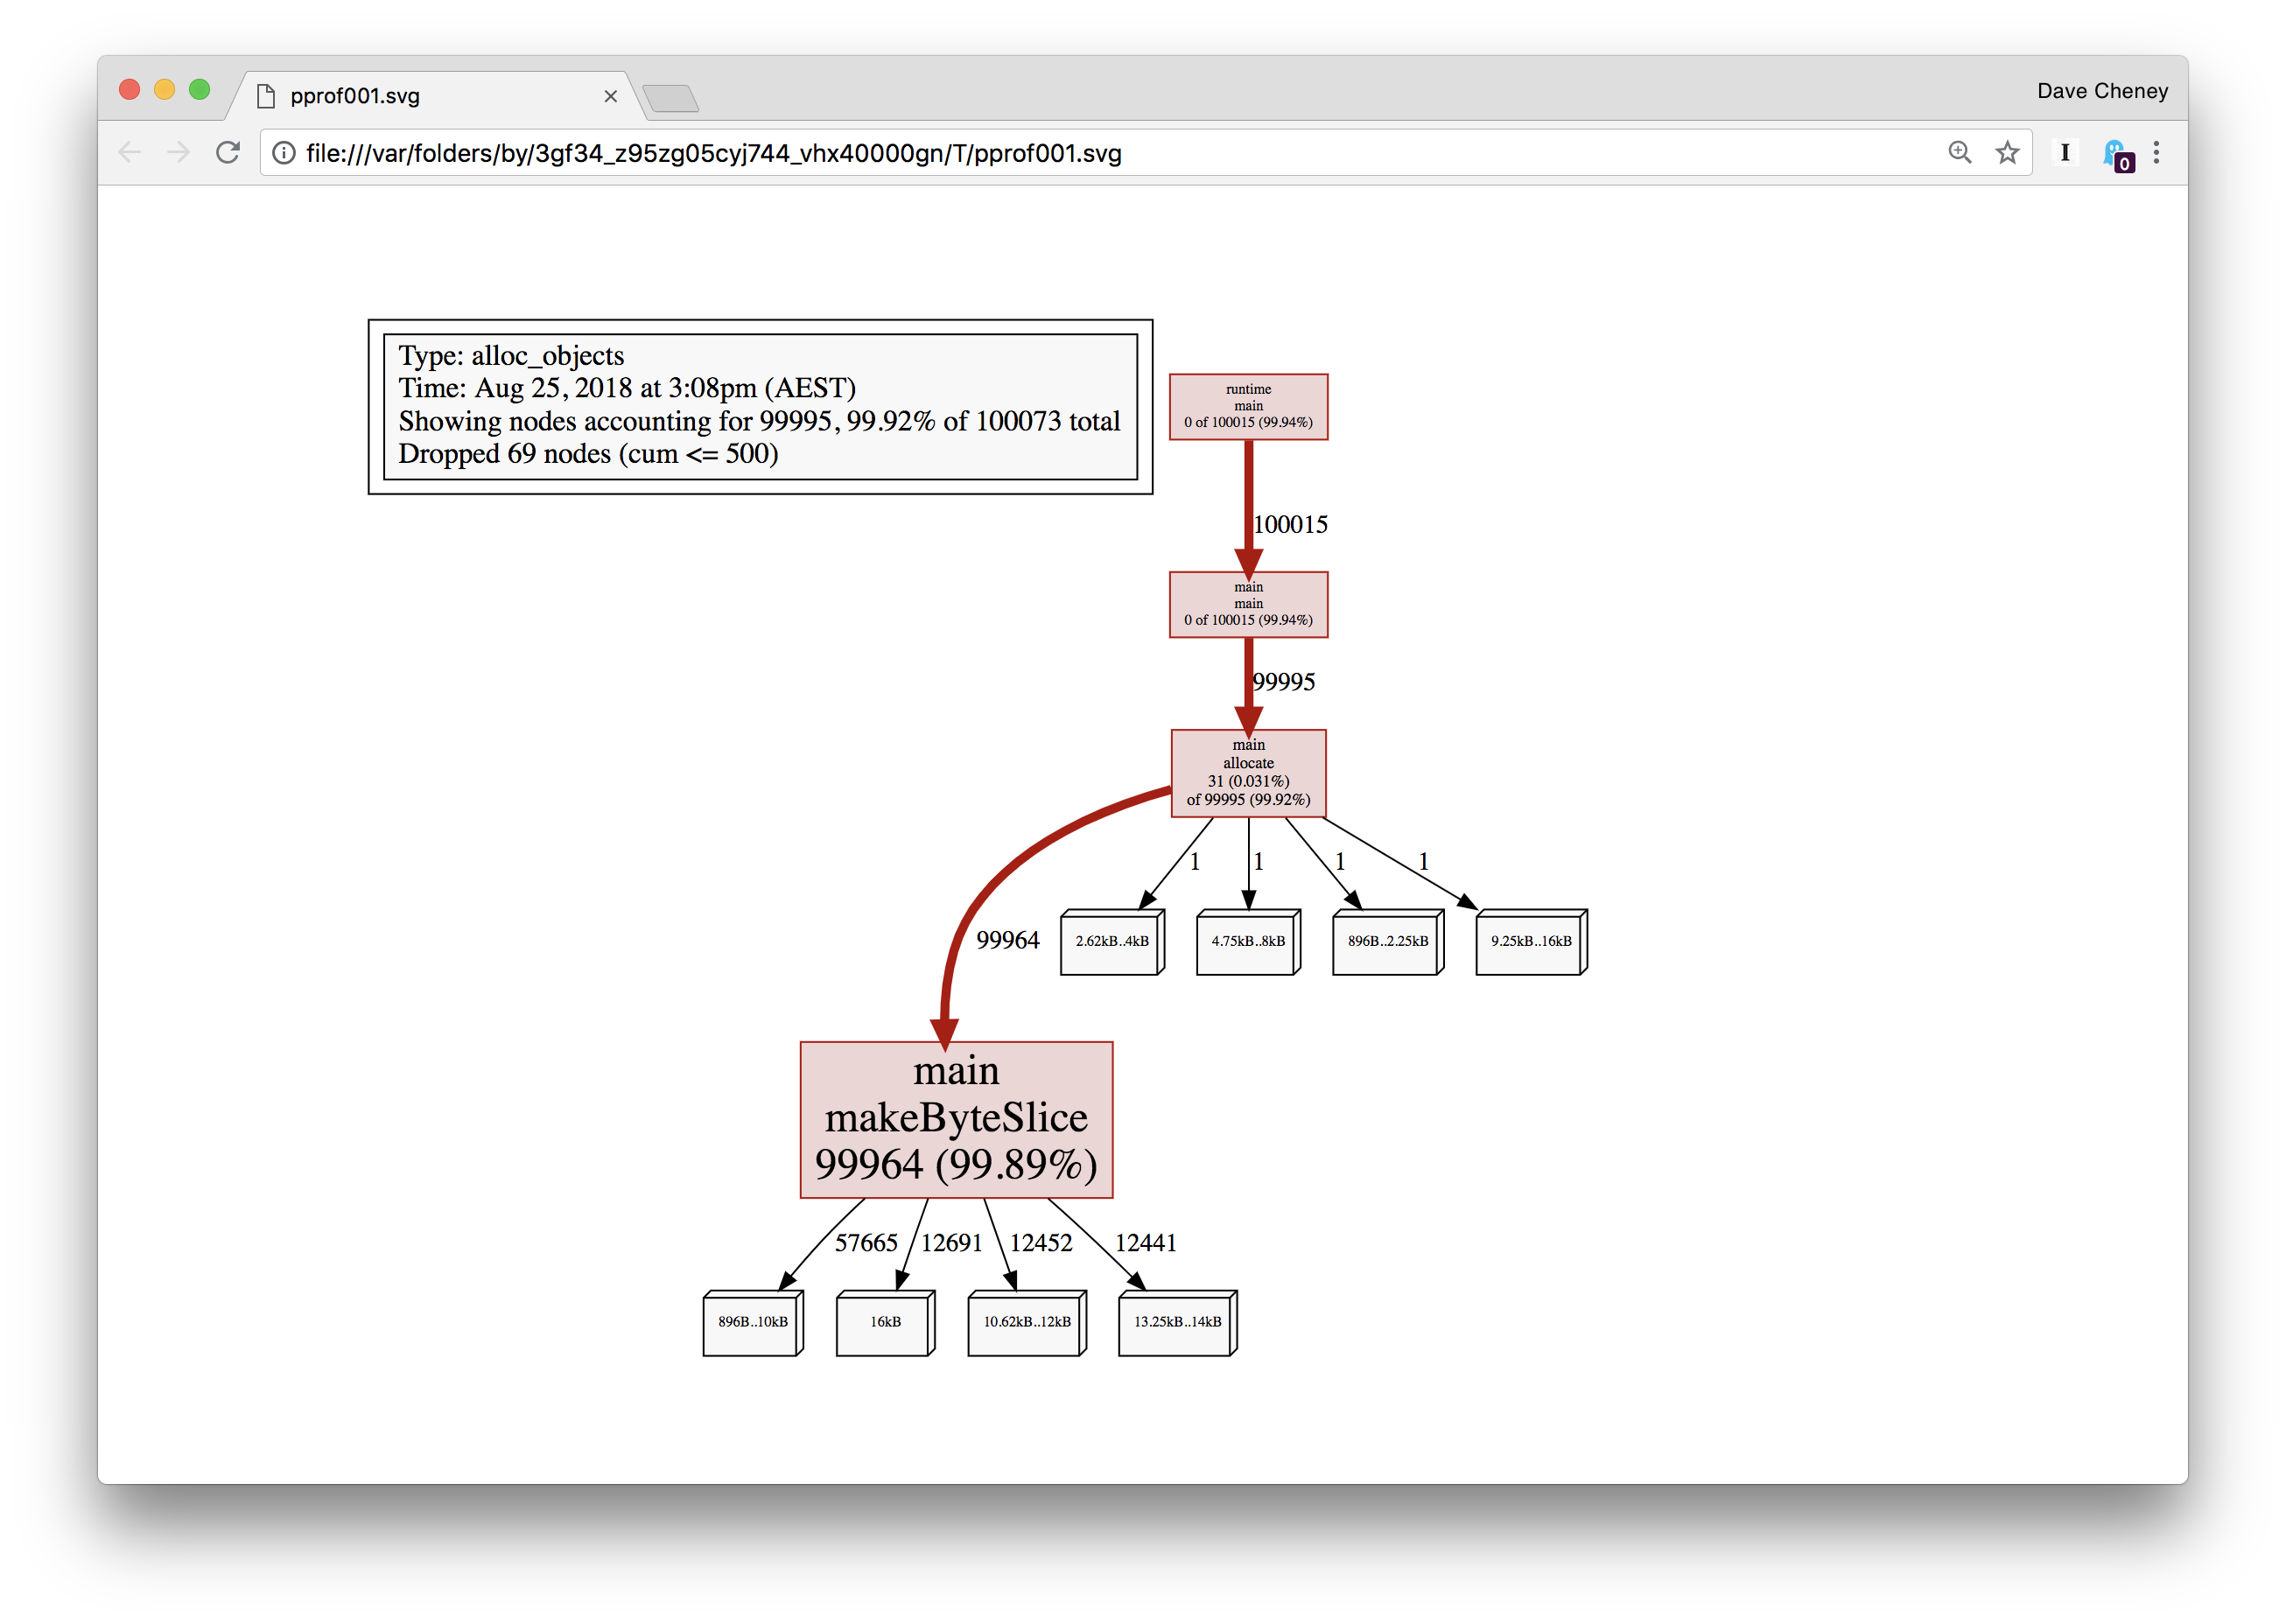 pprof001.svg
Dave Cheney
file:///var/folders/by/3gf34_z95zg05cyj744_vhx40000gn/T/pprof001.svg
I
0
Type: alloc_objects
Time: Aug 25, 2018 at 3:08pm (AEST)
Showing nodes accounting for 99995, 99.92% of 100073 total
Dropped 69 nodes (cum <= 500)
runtime
main
0 of 100015 (99.94%)
100015
main
main
0 of 100015 (99.94%)
99995
main
allocate
31 (0.031%)
of 99995 (99.92%)
1 1 1 1
99964
2.62kB..4kB
4.75kB..8kB
896B..2.25kB
9.25kB..16kB
main
makeByteSlice
99964 (99.89%)
57665 12691 12452 12441
896B..10kB
16kB
10.62kB..12kB
13.25kB..14kB